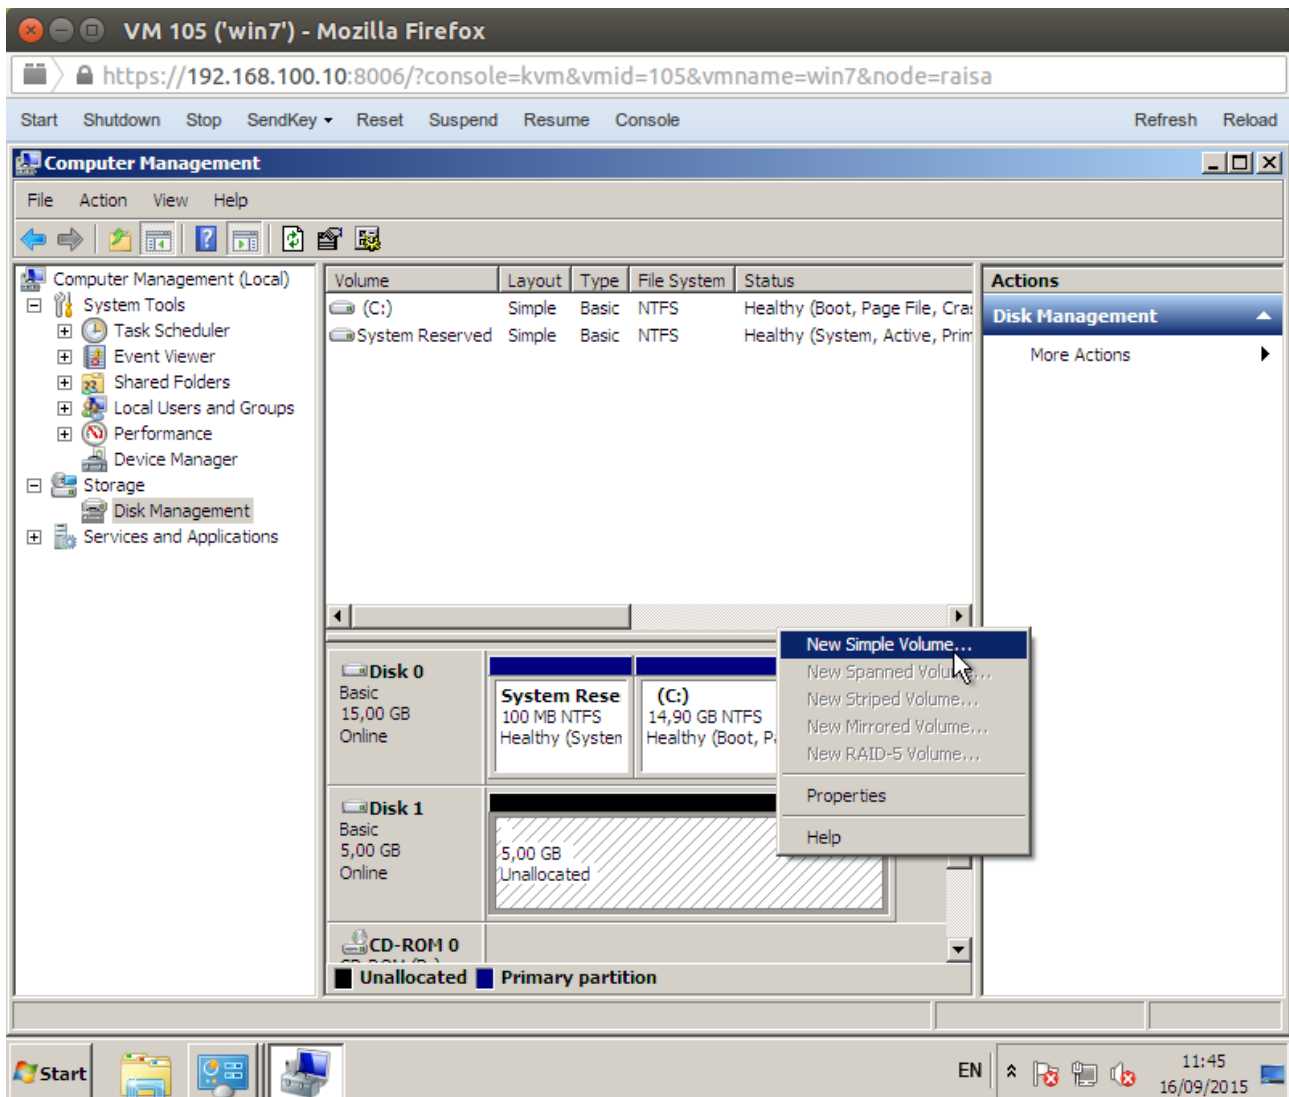 VM 105 ('win7') - Mozilla Firefox
https://192.168.100.10:8006/?console=kvm&vmid=105&vmname=win7&node=raisa
Start Shutdown Stop SendKey Reset Suspend Resume Console Refresh Reload
Computer Management
File Action View Help
Computer Management (Local)
System Tools
Task Scheduler
Event Viewer
Shared Folders
Local Users and Groups
Performance
Device Manager
Storage
Disk Management
Services and Applications
Volume Layout Type File System Status
(C:) Simple Basic NTFS Healthy (Boot, Page File, Cra
System Reserved Simple Basic NTFS Healthy (System, Active, Prim
Actions
Disk Management
More Actions
New Simple Volume...
New Spanned Volume...
New Striped Volume...
New Mirrored Volume...
New RAID-5 Volume...
Properties
Help
Disk 0
Basic
15,00 GB
Online
System Rese
100 MB NTFS
Healthy (System
(C:)
14,90 GB NTFS
Healthy (Boot, P
Disk 1
Basic
5,00 GB
Online
5,00 GB
Unallocated
CD-ROM 0
Unallocated Primary partition
Start EN 11:45
16/09/2015